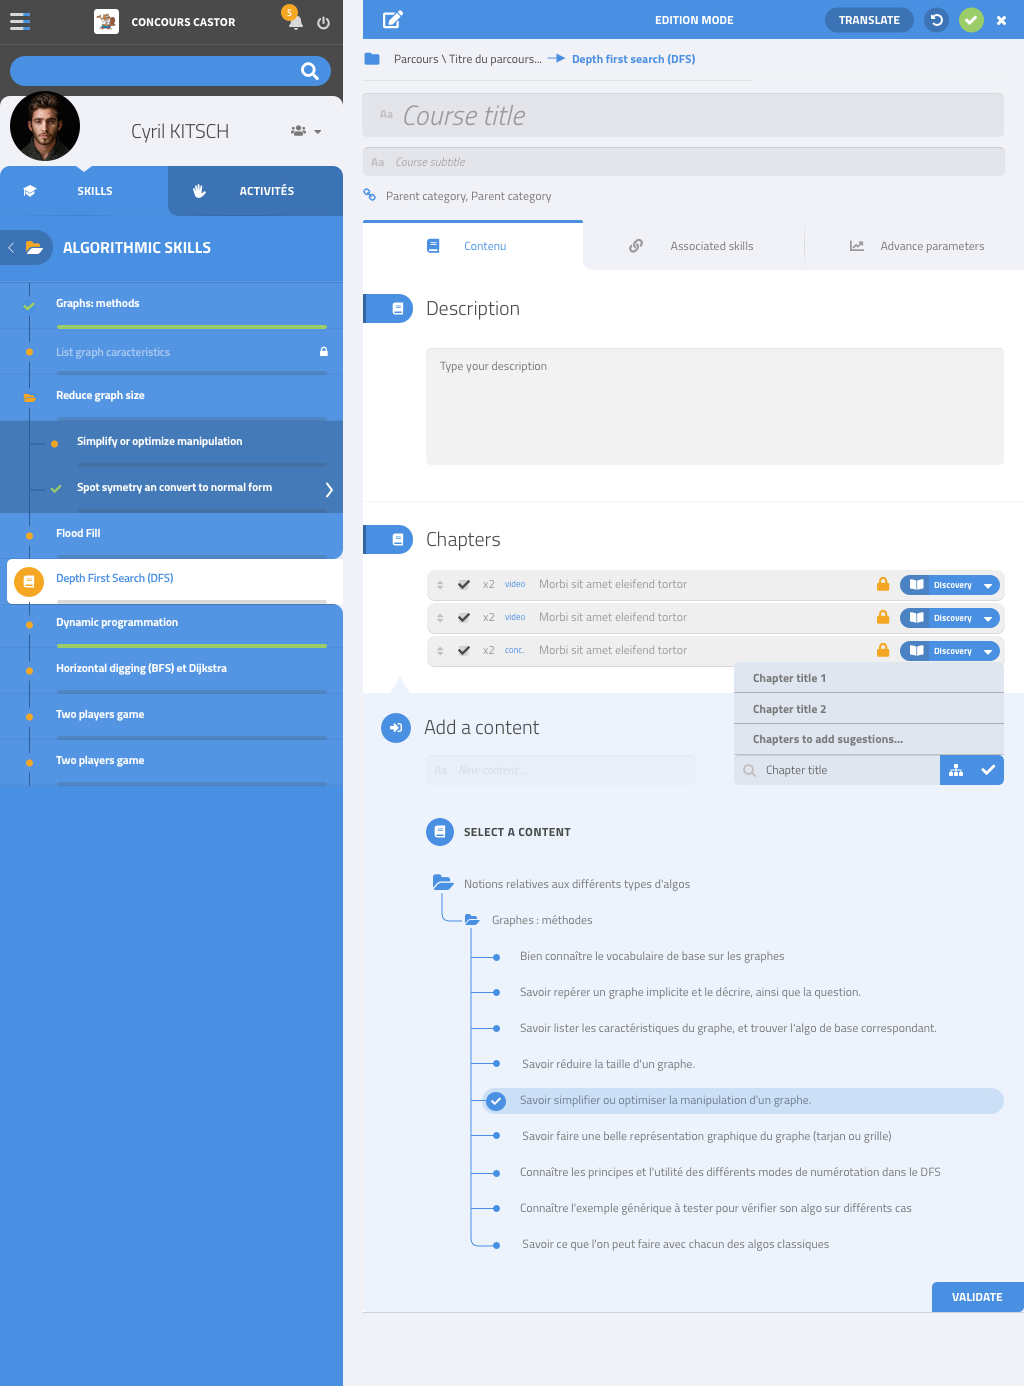 CONCOURS CASTOR
5
Cyril KITSCH
SKILLS
ACTIVITÉS
ALGORITHMIC SKILLS
Graphs: methods
List graph caracteristics
Reduce graph size
Simplify or optimize manipulation
Spot symetry an convert to normal form
Flood Fill
Depth First Search (DFS)
Dynamic programmation
Horizontal digging (BFS) et Dijkstra
Two players game
Two players game
EDITION MODE
TRANSLATE
Parcours \ Titre du parcours... Depth first search (DFS)
Aa Course title
Aa Course subtitle
Parent category, Parent category
Contenu
Associated skills
Advance parameters
Description
Type your description
Chapters
x2 video Morbi sit amet eleifend tortor Discovery
x2 video Morbi sit amet eleifend tortor Discovery
x2 conc. Morbi sit amet eleifend tortor Discovery
Chapter title 1
Chapter title 2
Chapters to add sugestions...
Chapter title
Add a content
Aa New content ...
SELECT A CONTENT
Notions relatives aux différents types d'algos
Graphes : méthodes
Bien connaître le vocabulaire de base sur les graphes
Savoir repérer un graphe implicite et le décrire, ainsi que la question.
Savoir lister les caractéristiques du graphe, et trouver l'algo de base correspondant.
Savoir réduire la taille d'un graphe.
Savoir simplifier ou optimiser la manipulation d'un graphe.
Savoir faire une belle représentation graphique du graphe (tarjan ou grille)
Connaître les principes et l'utilité des différents modes de numérotation dans le DFS
Connaître l'exemple générique à tester pour vérifier son algo sur différents cas
Savoir ce que l'on peut faire avec chacun des algos classiques
VALIDATE